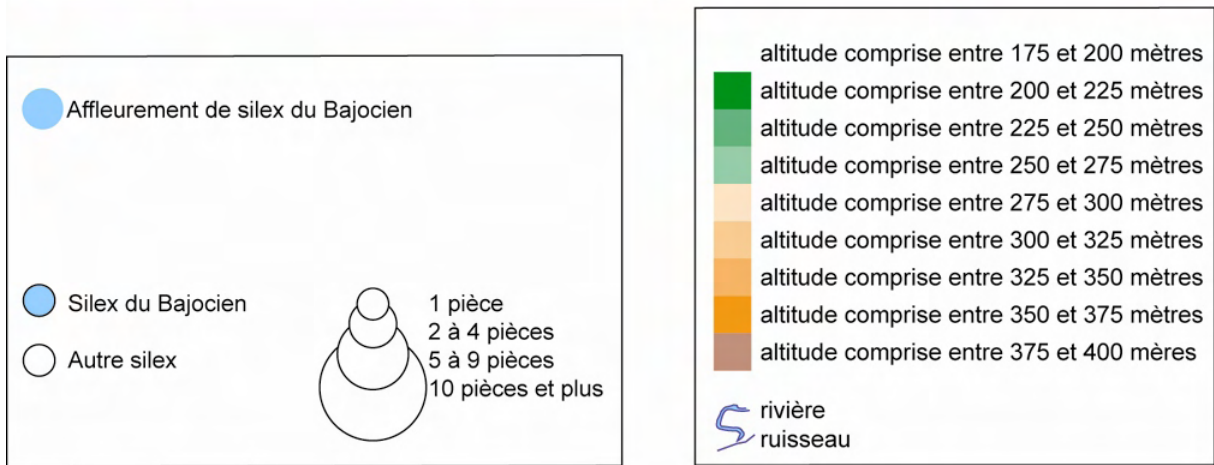 Affleurement de silex du Bajocien
Silex du Bajocien
Autre silex
1 pièce
2 à 4 pièces
5 à 9 pièces
10 pièces et plus
altitude comprise entre 175 et 200 mètres
altitude comprise entre 200 et 225 mètres
altitude comprise entre 225 et 250 mètres
altitude comprise entre 250 et 275 mètres
altitude comprise entre 275 et 300 mètres
altitude comprise entre 300 et 325 mètres
altitude comprise entre 325 et 350 mètres
altitude comprise entre 350 et 375 mètres
altitude comprise entre 375 et 400 mères
rivière
ruisseau